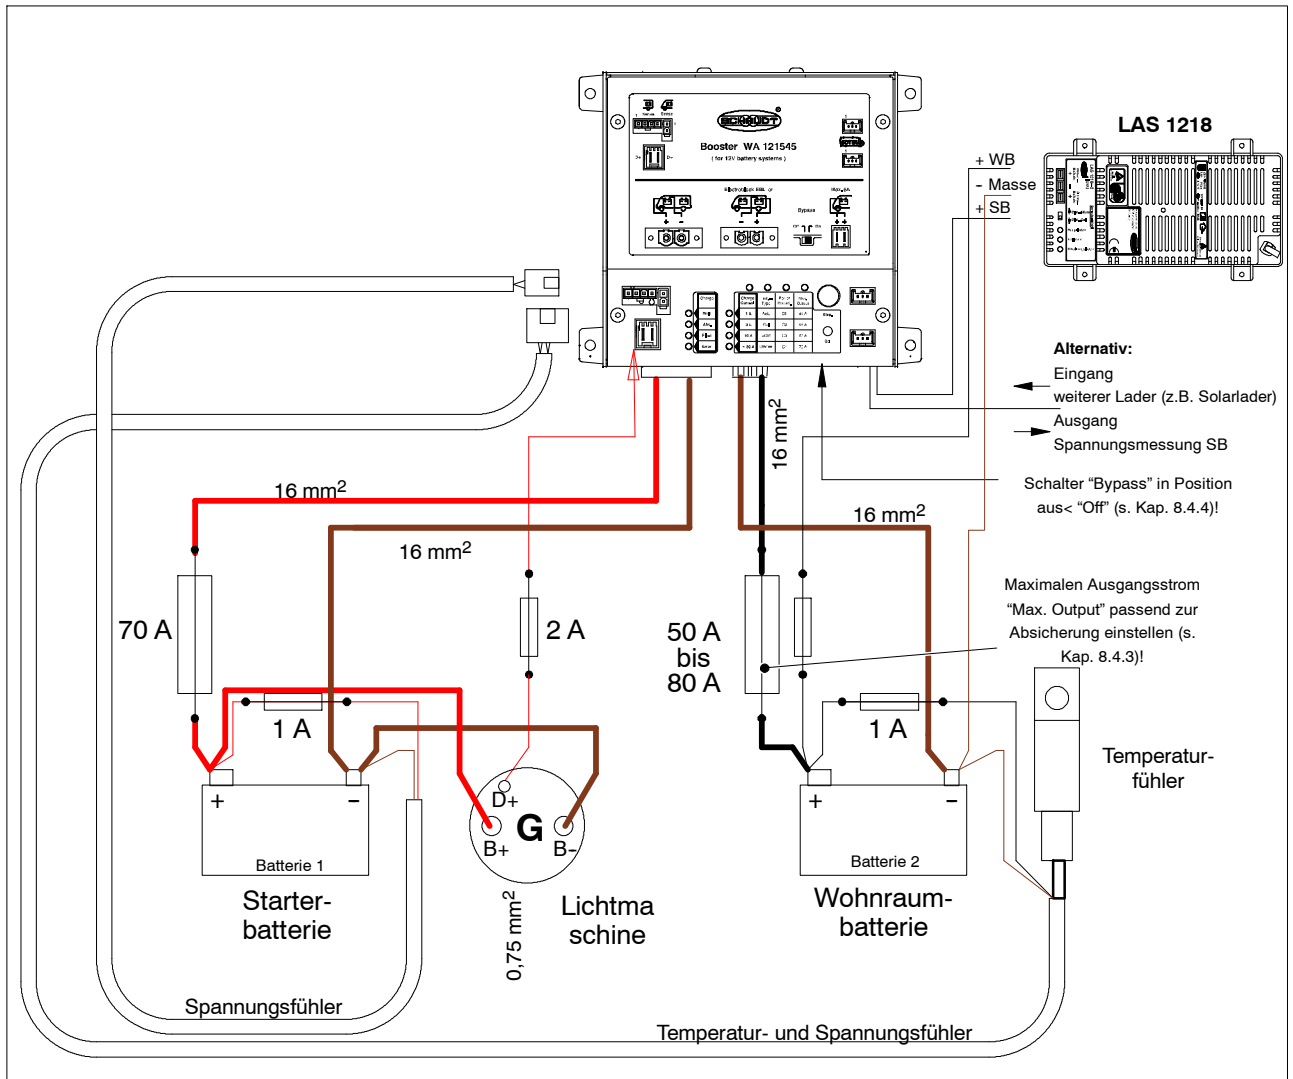 SCHAUDT
Booster WA 121545
( for 12V battery systems )
D+
D-
Bypass
LAS 1218
+ WB
- Masse
+ SB
Alternativ:
Eingang
weiterer Lader (z.B. Solarlader)
Ausgang
Spannungsmessung SB
Schalter “Bypass” in Position
aus< “Off” (s. Kap. 8.4.4)!
16 mm2
16 mm2
16 mm2
16 mm2
Maximalen Ausgangsstrom
“Max. Output” passend zur
Absicherung einstellen (s.
Kap. 8.4.3)!
70 A
2 A
50 A
bis
80 A
1 A
1 A
Temperatur-
fühler
+
-
Batterie 1
Starter-
batterie
D+
G
B+
B-
0,75 mm2
Lichtma
schine
+
-
Batterie 2
Wohnraum-
batterie
Spannungsfühler
Temperatur- und Spannungsfühler